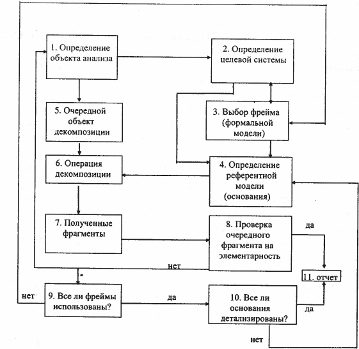 1. Определение
объекта анализа
2. Определение
целевой системы
5. Очередной
объект
декомпозиции
3. Выбор фрейма
(формальной
модели)
6. Операция
декомпозиции
4. Определение
референтной
модели
(основания)
7. Полученные
фрагменты
8. Проверка
очередного
фрагмента на
элементарность
да
нет
11. отчет
нет
9. Все ли фреймы
использованы?
да
10. Все ли
основания
детализированы?
да
нет